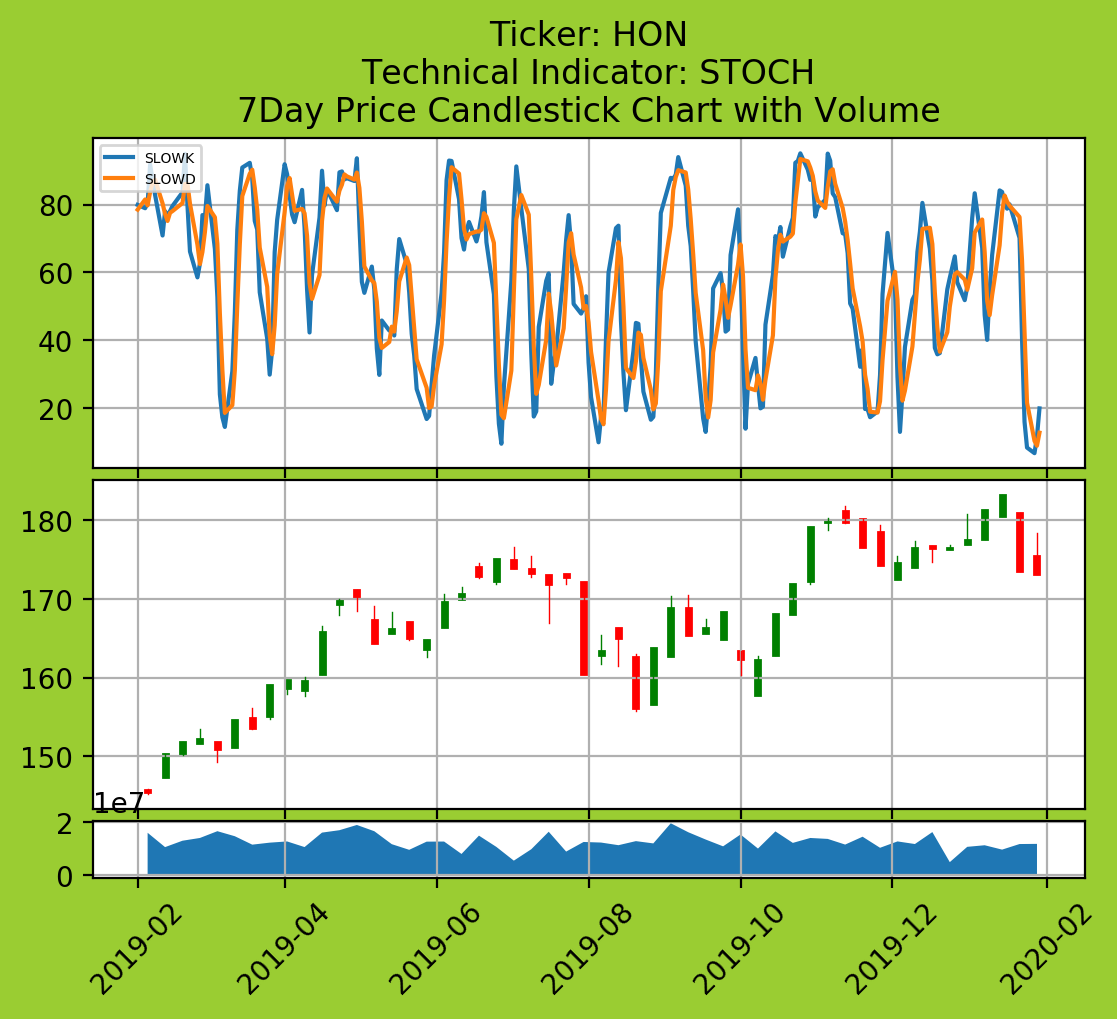 Ticker: HON
Technical Indicator: STOCH
7Day Price Candlestick Chart with Volume
SLOWK
SLOWD
80
60
40
20
180
170
160
150
1e7
2
0
2019-02
2019-04
2019-06
2019-08
2019-10
2019-12
2020-02